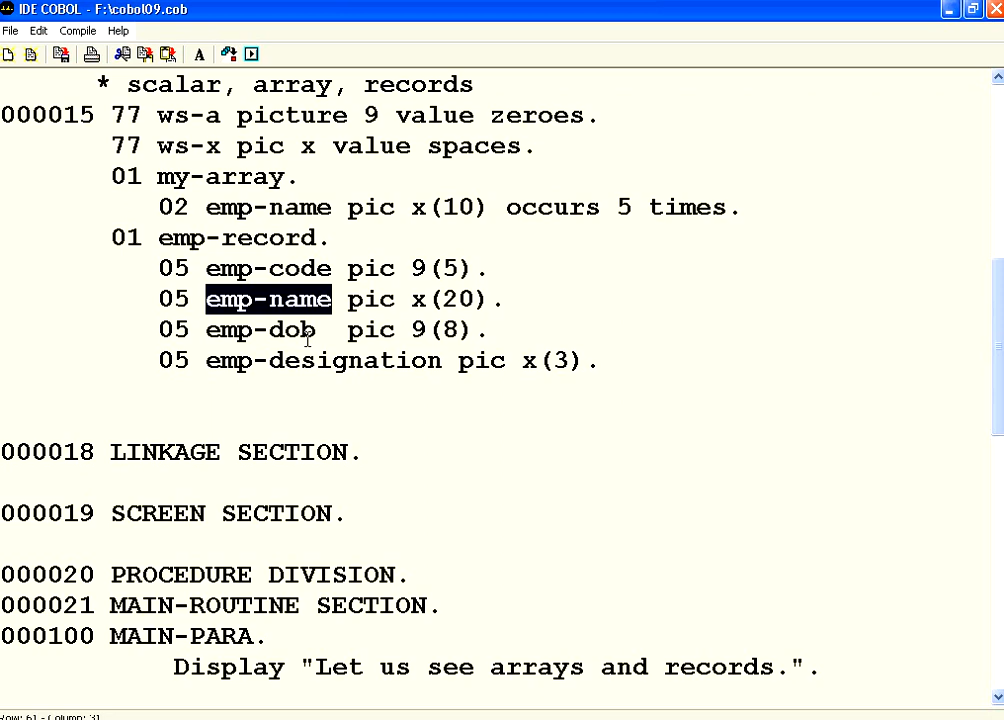 IDE COBOL - F:\cobol09.cob
File Edit Compile Help
* scalar, array, records
000015 77 ws-a picture 9 value zeroes.
77 ws-x pic x value spaces.
01 my-array.
02 emp-name pic x(10) occurs 5 times.
01 emp-record.
05 emp-code pic 9(5).
05 emp-name pic x(20).
05 emp-dob pic 9(8).
05 emp-designation pic x(3).
000018 LINKAGE SECTION.
000019 SCREEN SECTION.
000020 PROCEDURE DIVISION.
000021 MAIN-ROUTINE SECTION.
000100 MAIN-PARA.
Display "Let us see arrays and records.".